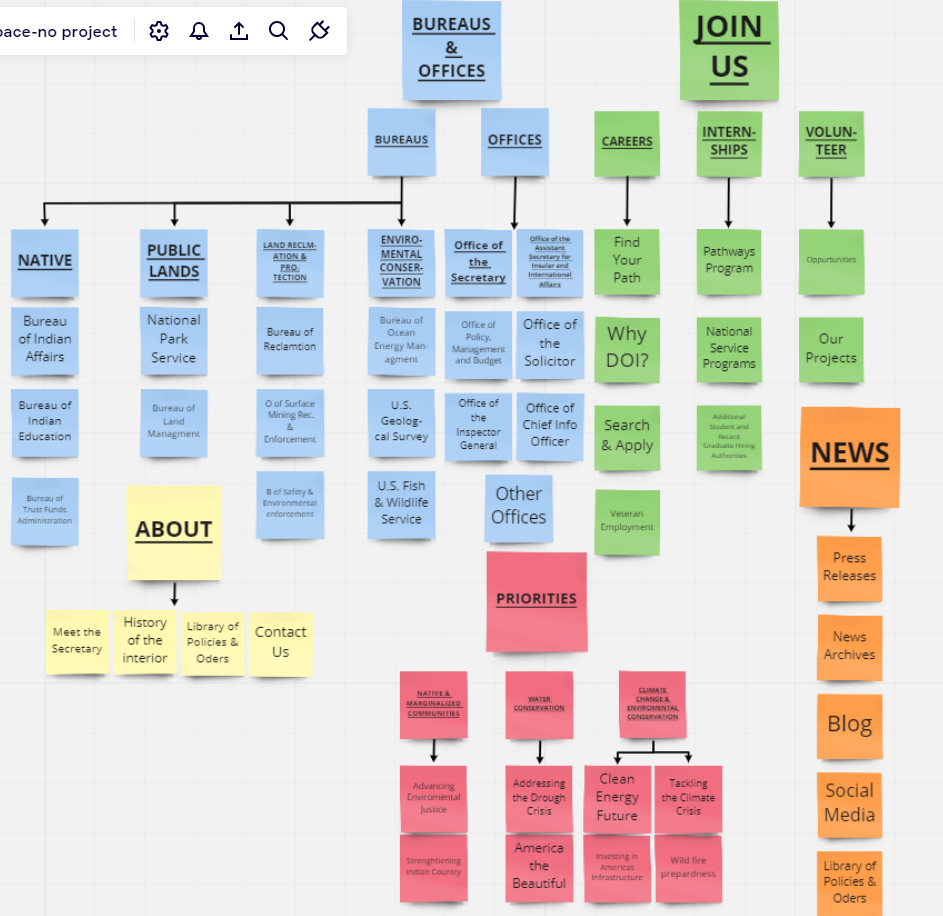 pace-no project
BUREAUS
&
OFFICES
JOIN
US
BUREAUS
OFFICES
CAREERS
INTERN-
SHIPS
VOLUN-
TEER
NATIVE
PUBLIC
LANDS
LAND RECLM-
ATION &
PRO-
TECTION
ENVIRO-
MENTAL
CONSER-
VATION
Office of
the
Secretary
Office of the
Assistant
Secretary for
Insular and
International
Affairs
Find
Your
Path
Pathways
Program
Oppurtunities
Bureau
of Indian
Affairs
National
Park
Service
Bureau of
Reclamtion
Bureau of
Ocean
Energy Man-
agment
Office of
Policy,
Management
and Budget
Office of
the
Solicitor
Why
DOI?
National
Service
Programs
Our
Projects
Bureau of
Indian
Education
Bureau of
Land
Managment
O of Surface
Mining Rec.
&
Enforcement
U.S.
Geolog-
cal Survey
Office of
the
Inspector
General
Office of
Chief Info
Officer
Search
& Apply
Additional
Student and
Recent
Graduate Hiring
Authorities
NEWS
Bureau of
Trust Funds
Administration
ABOUT
B of Safety &
Environmental
enforcement
U.S. Fish
& Wildlife
Service
Other
Offices
Veteran
Employment
Press
Releases
PRIORITIES
Meet the
Secretary
History
of the
interior
Library of
Policies &
Oders
Contact
Us
News
Archives
NATIVE &
MARGINALIZED
COMMUNITIES
WATER
CONSERVATION
CLIMATE
CHANGE &
ENVIROMENTAL
CONSERVATION
Blog
Advancing
Enviromental
Justice
Addressing
the Drough
Crisis
Clean
Energy
Future
Tackling
the Climate
Crisis
Social
Media
Strenghtiening
Indian Country
America
the
Beautiful
Investing in
Americas
Infrastructure
Wild fire
preparedness
Library of
Policies &
Oders